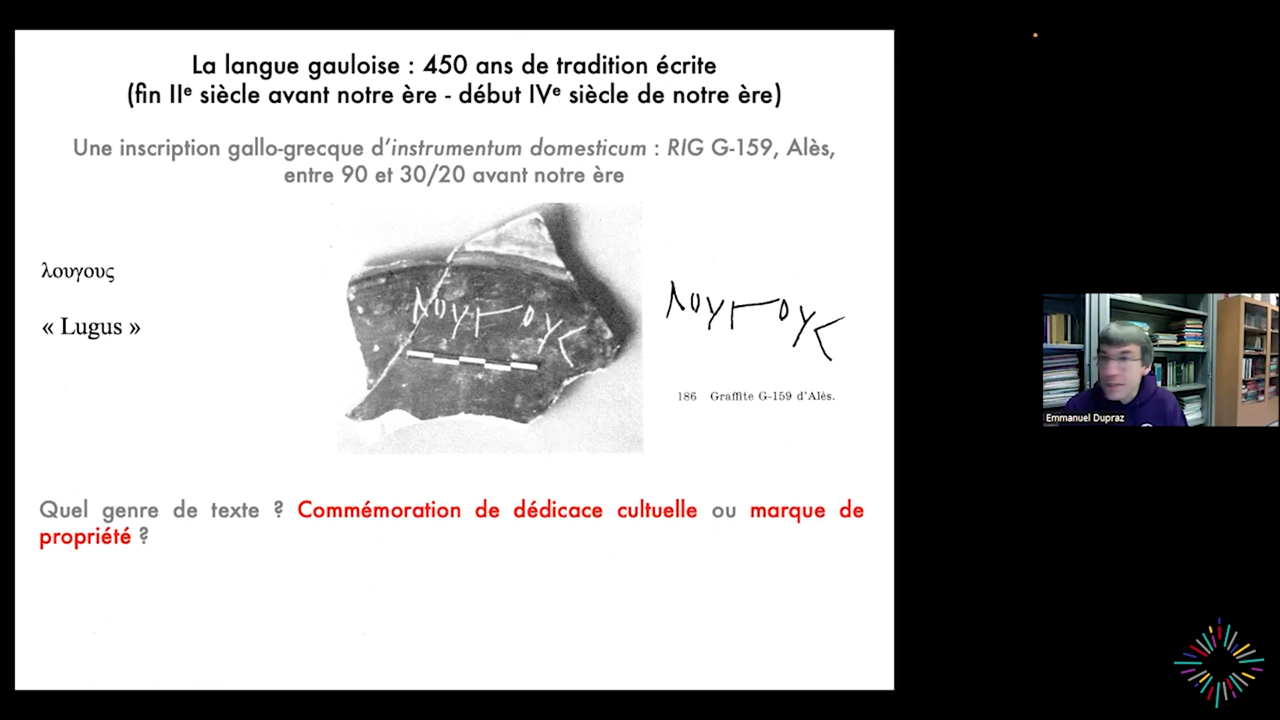 La langue gauloise : 450 ans de tradition écrite
(fin IIᵉ siècle avant notre ère - début IVᵉ siècle de notre ère)
Une inscription gallo-grecque d'instrumentum domesticum : RIG G-159, Alès,
entre 90 et 30/20 avant notre ère
λουγους
« Lugus »
ΛΟΥΓΟΥϹ
ΛΟΥΓΟΥϹ
186 Graffite G-159 d'Alès.
Quel genre de texte ? Commémoration de dédicace cultuelle ou marque de
propriété ?
Emmanuel Dupraz